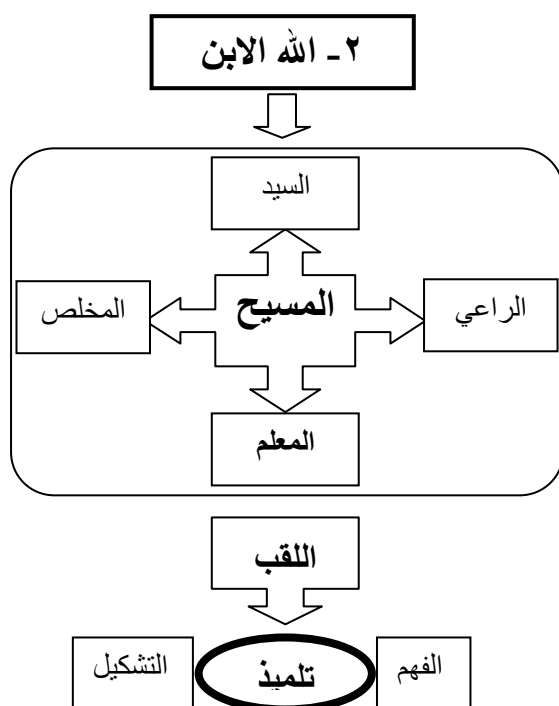 ٢ - الله الابن
السيد
الراعي
المسيح
المخلص
المعلم
اللقب
الفهم
تلميذ
التشكيل